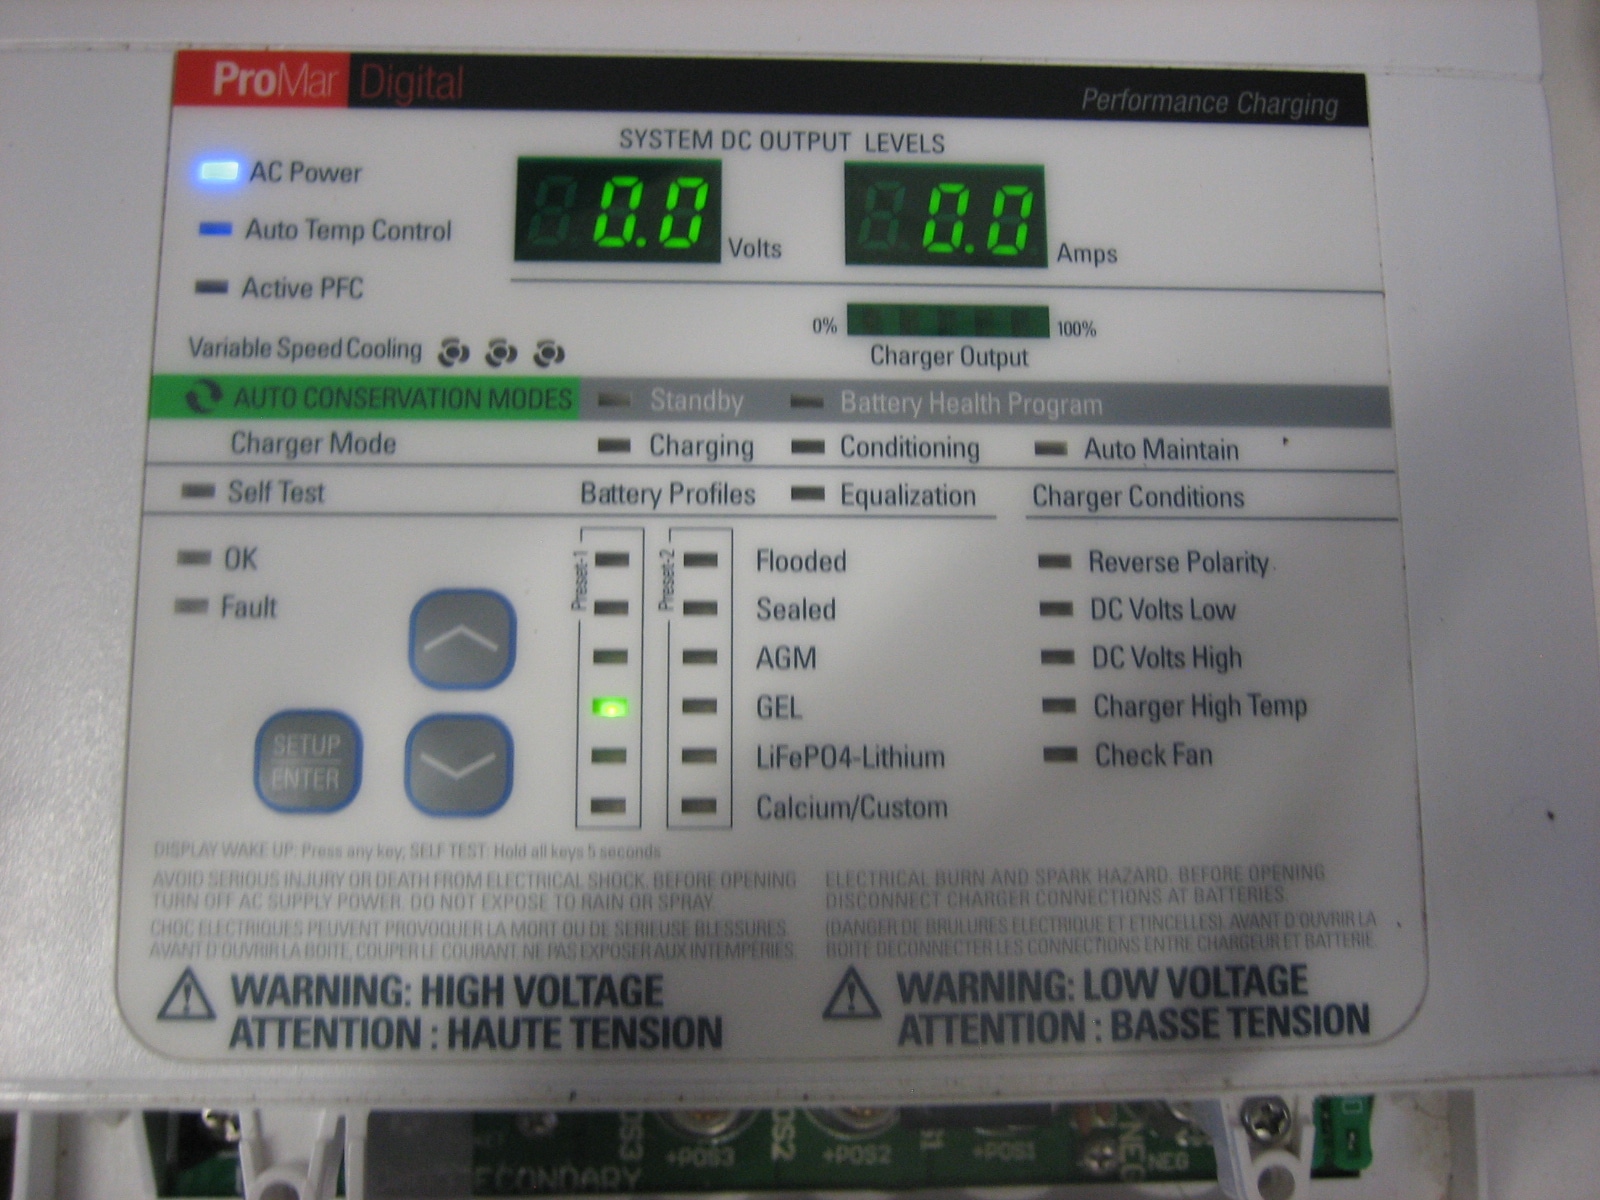 ProMar Digital
Performance Charging
SYSTEM DC OUTPUT LEVELS
AC Power
0.0 Volts
0.0 Amps
Auto Temp Control
Active PFC
0% 100%
Variable Speed Cooling
Charger Output
AUTO CONSERVATION MODES Standby Battery Health Program
Charger Mode Charging Conditioning Auto Maintain
Self Test Battery Profiles Equalization Charger Conditions
Preset-1
Preset-2
OK
Fault
SETUP
ENTER
Flooded
Sealed
AGM
GEL
LiFePO4-Lithium
Calcium/Custom
Reverse Polarity
DC Volts Low
DC Volts High
Charger High Temp
Check Fan
DISPLAY WAKE UP: Press any key; SELF TEST: Hold all keys 5 seconds
AVOID SERIOUS INJURY OR DEATH FROM ELECTRICAL SHOCK. BEFORE OPENING
TURN OFF AC SUPPLY POWER. DO NOT EXPOSE TO RAIN OR SPRAY.
CHOC ELECTRIQUES PEUVENT PROVOQUER LA MORT OU DE SERIEUSE BLESSURES.
AVANT D'OUVRIR LA BOITE, COUPER LE COURANT. NE PAS EXPOSER AUX INTEMPERIES.
WARNING: HIGH VOLTAGE
ATTENTION : HAUTE TENSION
ELECTRICAL BURN AND SPARK HAZARD. BEFORE OPENING
DISCONNECT CHARGER CONNECTIONS AT BATTERIES.
(DANGER DE BRULURES ELECTRIQUE ET ETINCELLES). AVANT D'OUVRIR LA
BOITE DECONNECTER LES CONNECTIONS ENTRE CHARGEUR ET BATTERIE.
WARNING: LOW VOLTAGE
ATTENTION : BASSE TENSION
+POS3
+POS2
+POS1
NEG
NEG